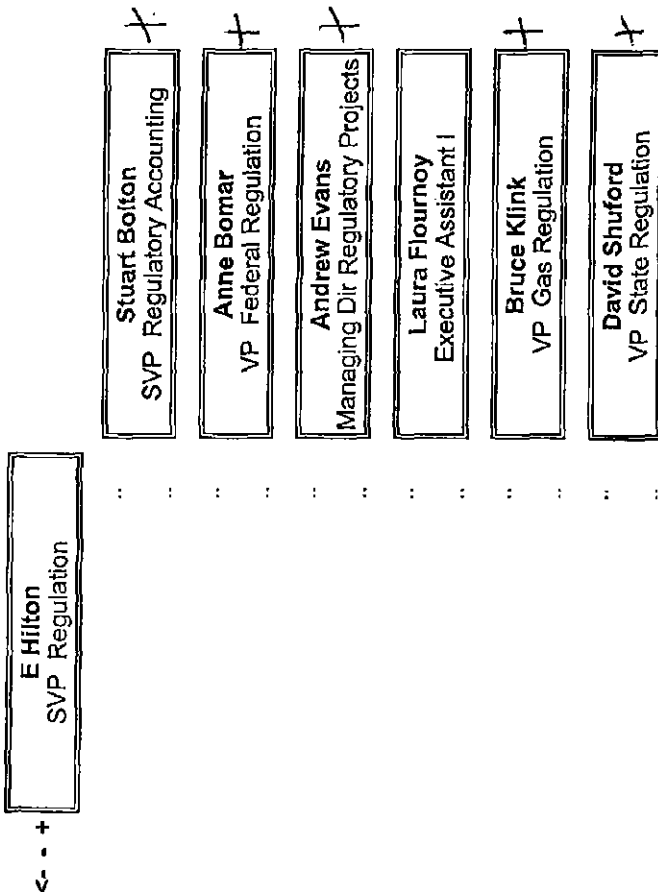 <- - +
E Hilton
SVP Regulation
Stuart Bolton
SVP Regulatory Accounting
+
Anne Bomar
VP Federal Regulation
+
Andrew Evans
Managing Dir Regulatory Projects
+
Laura Flournoy
Executive Assistant I
Bruce Klink
VP Gas Regulation
+
David Shuford
VP State Regulation
+